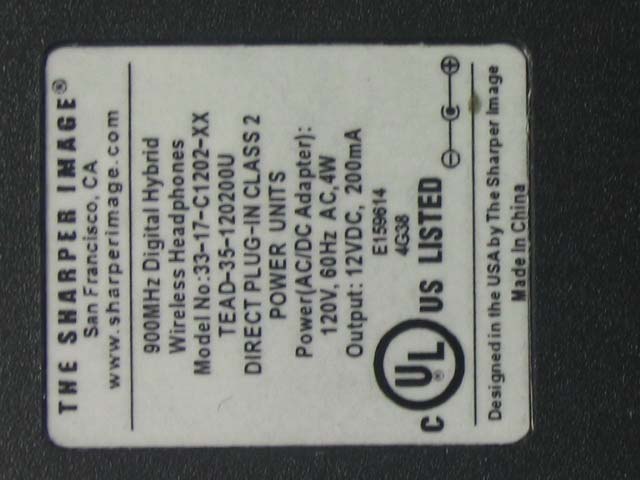 THE SHARPER IMAGE®
San Francisco, CA
www.sharperimage.com
900MHz Digital Hybrid
Wireless Headphones
Model No:33-17-C1202-XX
TEAD-35-120200U
DIRECT PLUG-IN CLASS 2
POWER UNITS
Power(AC/DC Adapter):
120V, 60Hz AC,4W
Output: 12VDC, 200mA
E159614
4G38
C UL® US LISTED
Designed in the USA by The Sharper Image
Made In China